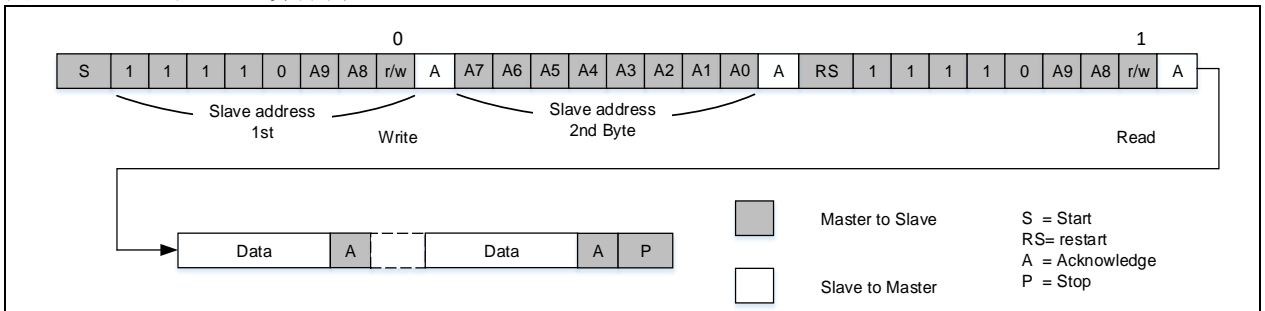 0 1
S 1 1 1 1 0 A9 A8 r/w A A7 A6 A5 A4 A3 A2 A1 A0 A RS 1 1 1 1 0 A9 A8 r/w A
Slave address
1st
Slave address
2nd Byte
Write
Read
Data A Data A P
Master to Slave
Slave to Master
S = Start
RS= restart
A = Acknowledge
P = Stop